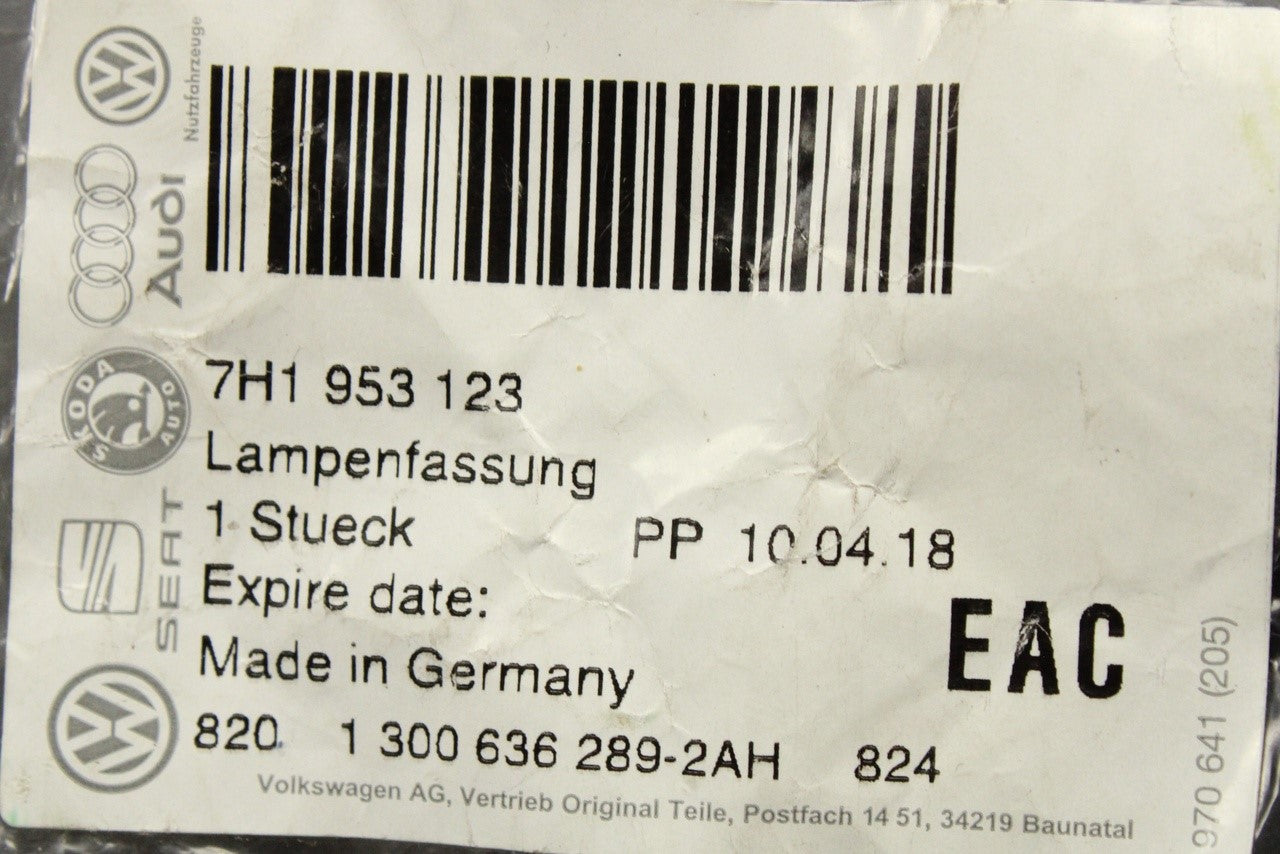 Nutzfahrzeuge
Audi
SKODA AUTO
SEAT
7H1 953 123
Lampenfassung
1 Stueck PP 10.04.18
Expire date:
Made in Germany
EAC
820 1 300 636 289-2AH 824
Volkswagen AG, Vertrieb Original Teile, Postfach 14 51, 34219 Baunatal
970 641 (205)